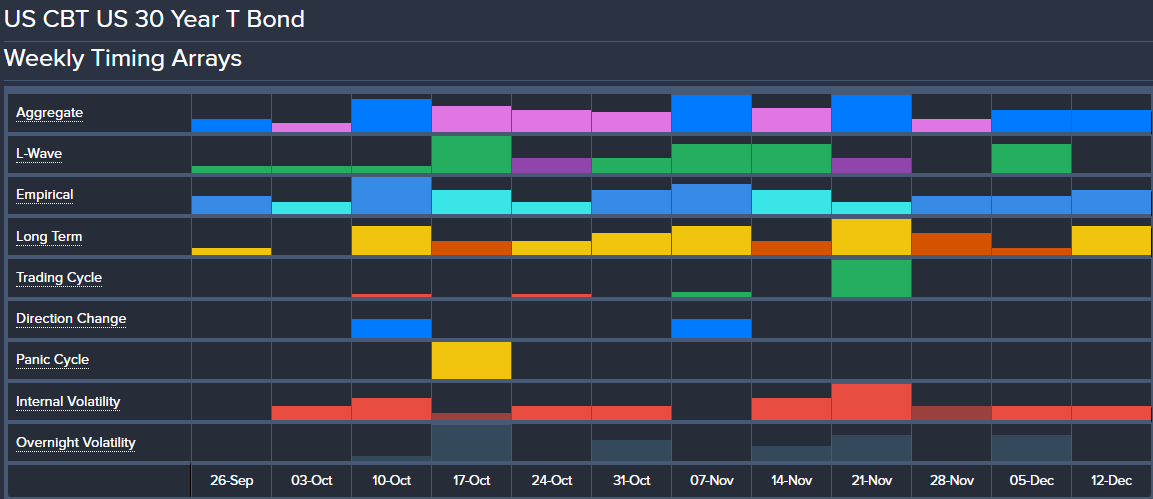 US CBT US 30 Year T Bond
Weekly Timing Arrays
Aggregate
L-Wave
Empirical
Long Term
Trading Cycle
Direction Change
Panic Cycle
Internal Volatility
Overnight Volatility
26-Sep 03-Oct 10-Oct 17-Oct 24-Oct 31-Oct 07-Nov 14-Nov 21-Nov 28-Nov 05-Dec 12-Dec